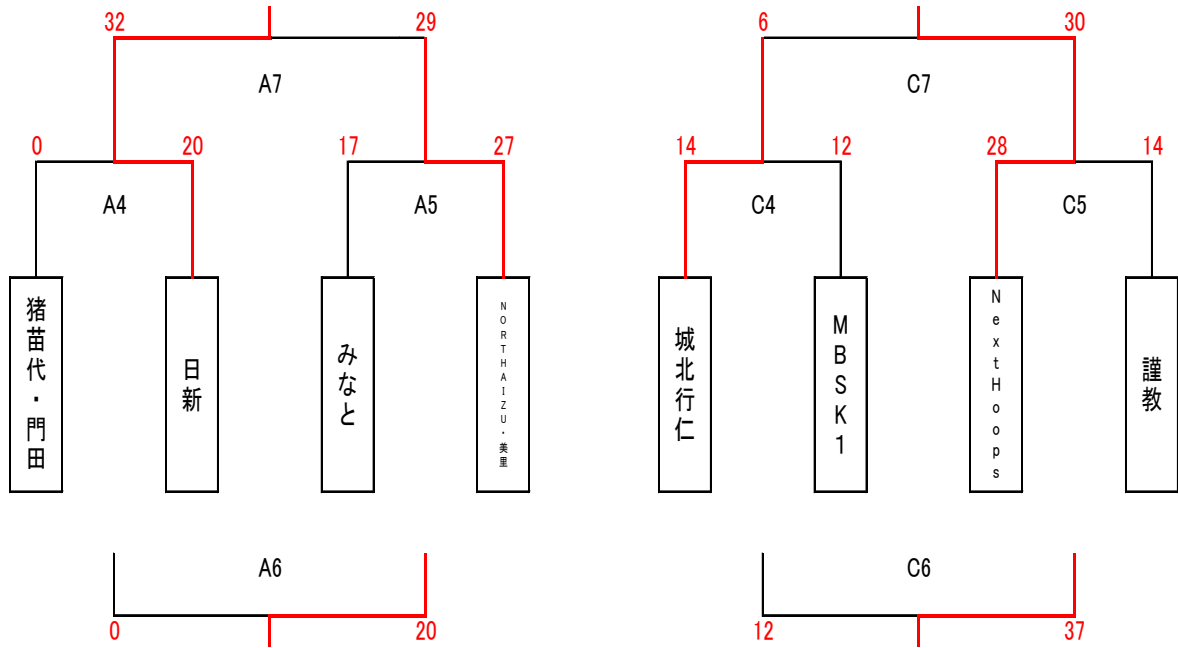 32 29 6 30
A7 C7
0 20 17 27 14 12 28 14
A4 A5 C4 C5
猪苗代・門田
日新
みなと
NORTHAIZU・美里
城北行仁
MBSK1
NextHoops
謹教
A6 C6
0 20 12 37